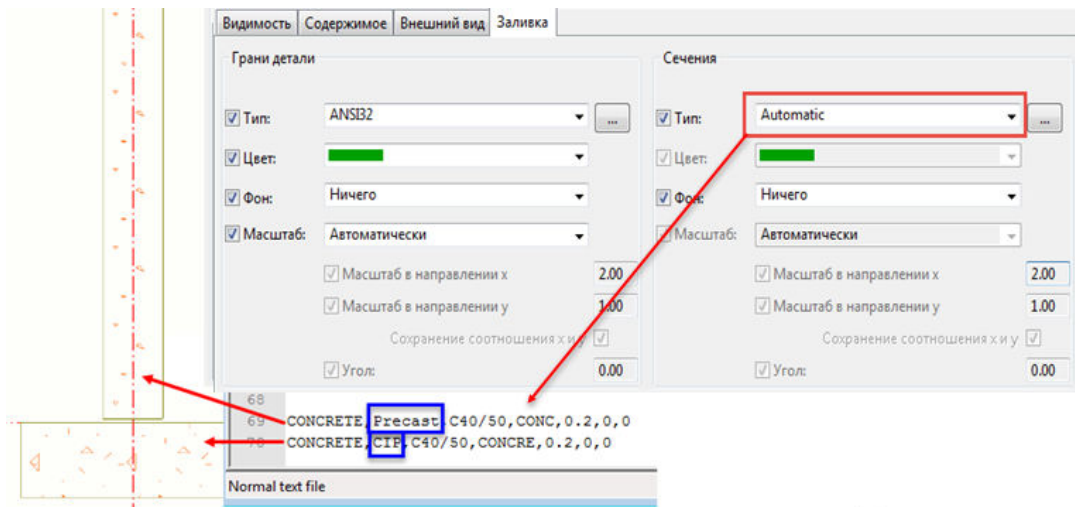 Видимость Содержимое Внешний вид Заливка
Грани детали Сечения
Тип: ANSI32 ... Тип: Automatic ...
Цвет: Цвет:
Фон: Ничего Фон: Ничего
Масштаб: Автоматически Масштаб: Автоматически
Масштаб в направлении x 2.00 Масштаб в направлении x 2.00
Масштаб в направлении y 1.00 Масштаб в направлении y 1.00
Сохранение соотношения x и y Сохранение соотношения x и y
Угол: 0.00 Угол: 0.00
68
69 CONCRETE,Precast,C40/50,CONC,0.2,0,0
70 CONCRETE,CIP,C40/50,CONCRE,0.2,0,0
Normal text file